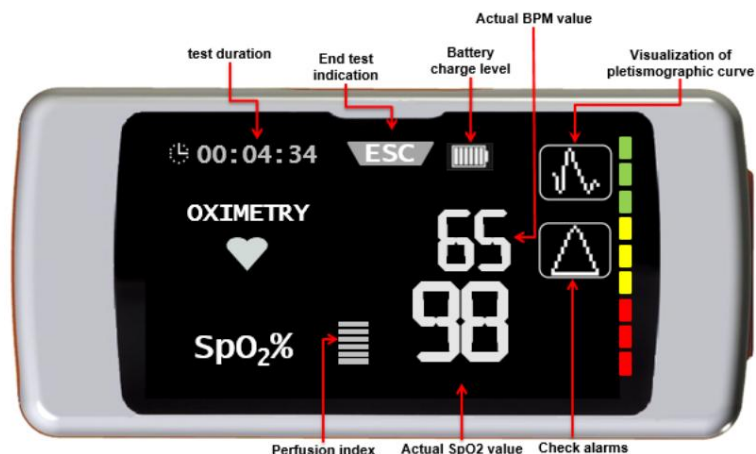 Actual BPM value
test duration
End test
indication
Battery
charge level
Visualization of
pletismographic curve
00:04:34
ESC
OXIMETRY
65
98
SpO₂%
Perfusion index
Actual SpO2 value
Check alarms